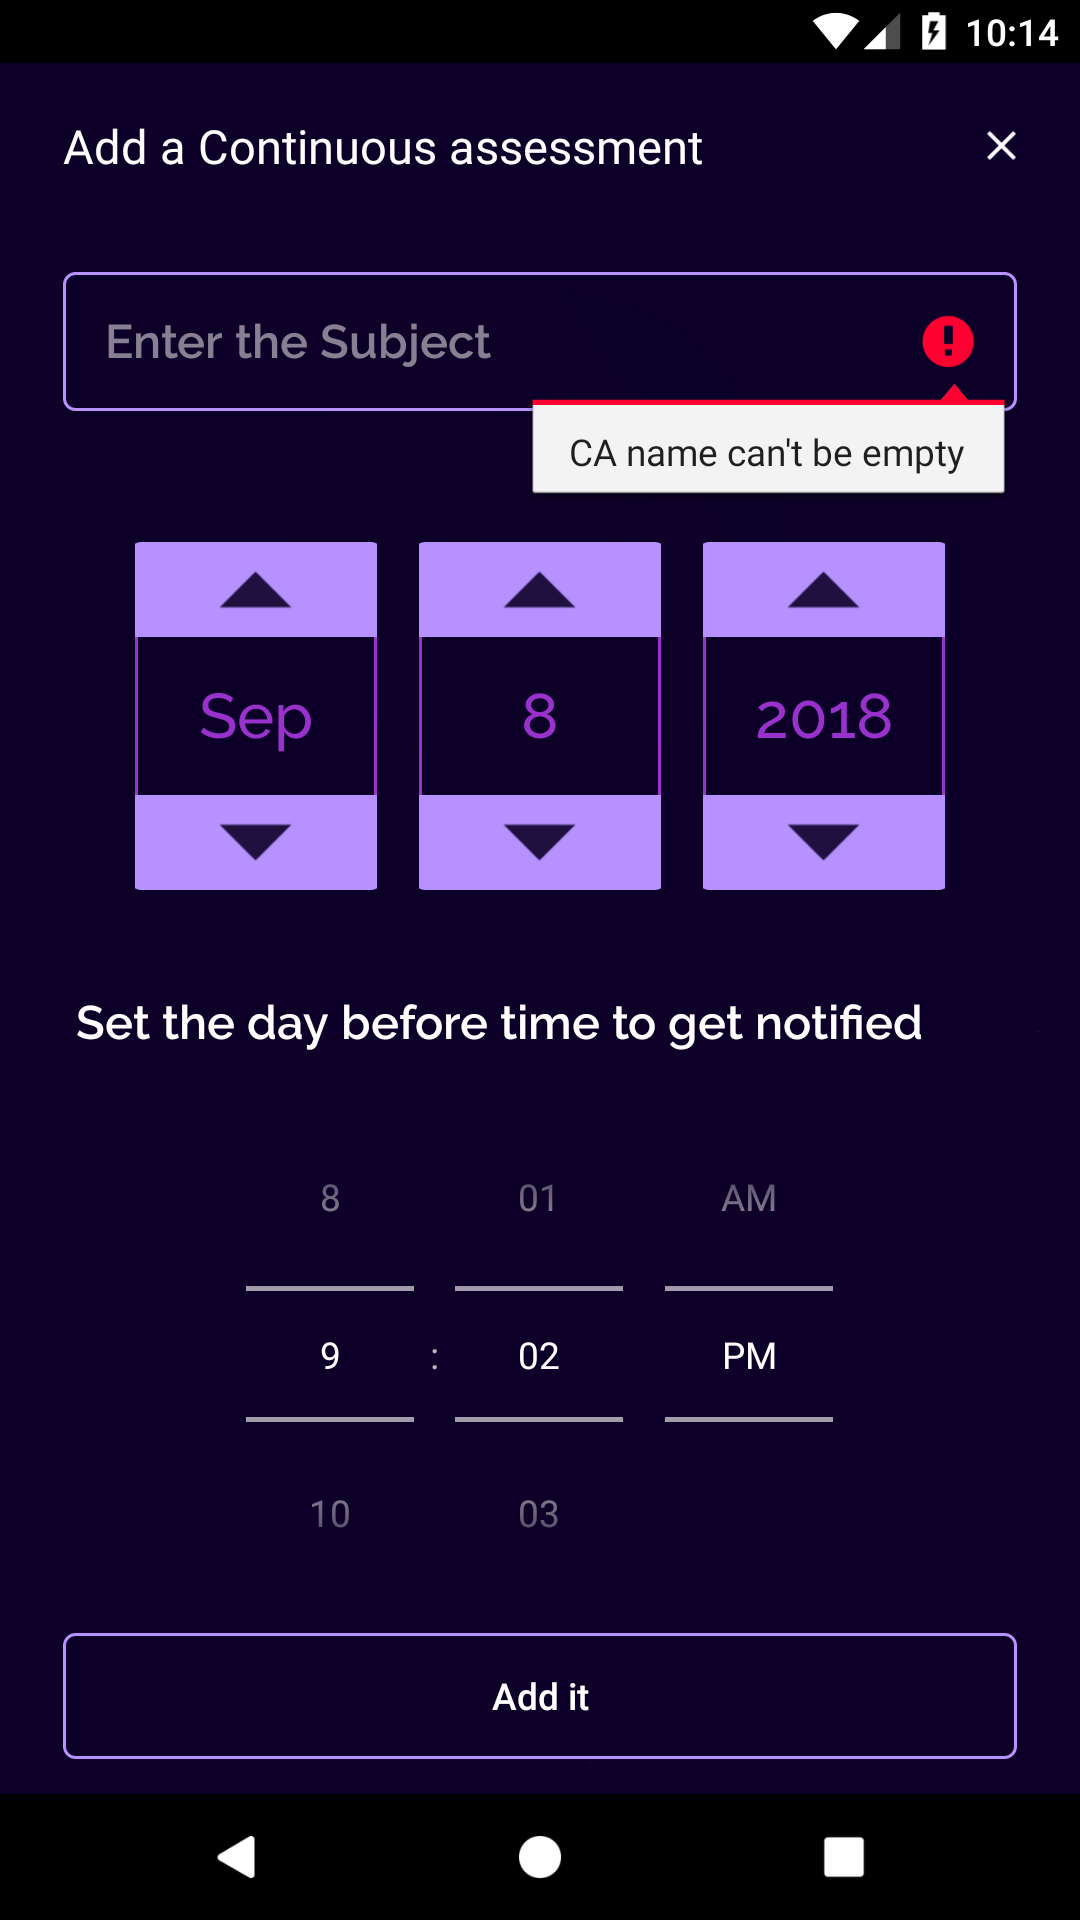 10:14
Add a Continuous assessment
Enter the Subject
CA name can't be empty
Sep 8 2018
Set the day before time to get notified
8 01 AM
9 : 02 PM
10 03
Add it